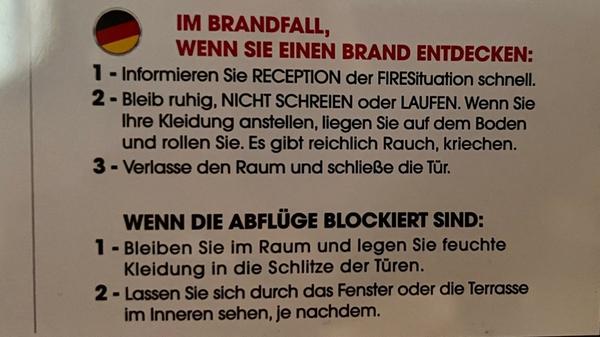 IM BRANDFALL,
WENN SIE EINEN BRAND ENTDECKEN:
1 - Informieren Sie RECEPTION der FIRESituation schnell.
2 - Bleib ruhig, NICHT SCHREIEN oder LAUFEN. Wenn Sie
Ihre Kleidung anstellen, liegen Sie auf dem Boden
und rollen Sie. Es gibt reichlich Rauch, kriechen.
3 - Verlasse den Raum und schließe die Tür.
WENN DIE ABFLÜGE BLOCKIERT SIND:
1 - Bleiben Sie im Raum und legen Sie feuchte
Kleidung in die Schlitze der Türen.
2 - Lassen Sie sich durch das Fenster oder die Terrasse
im Inneren sehen, je nachdem.